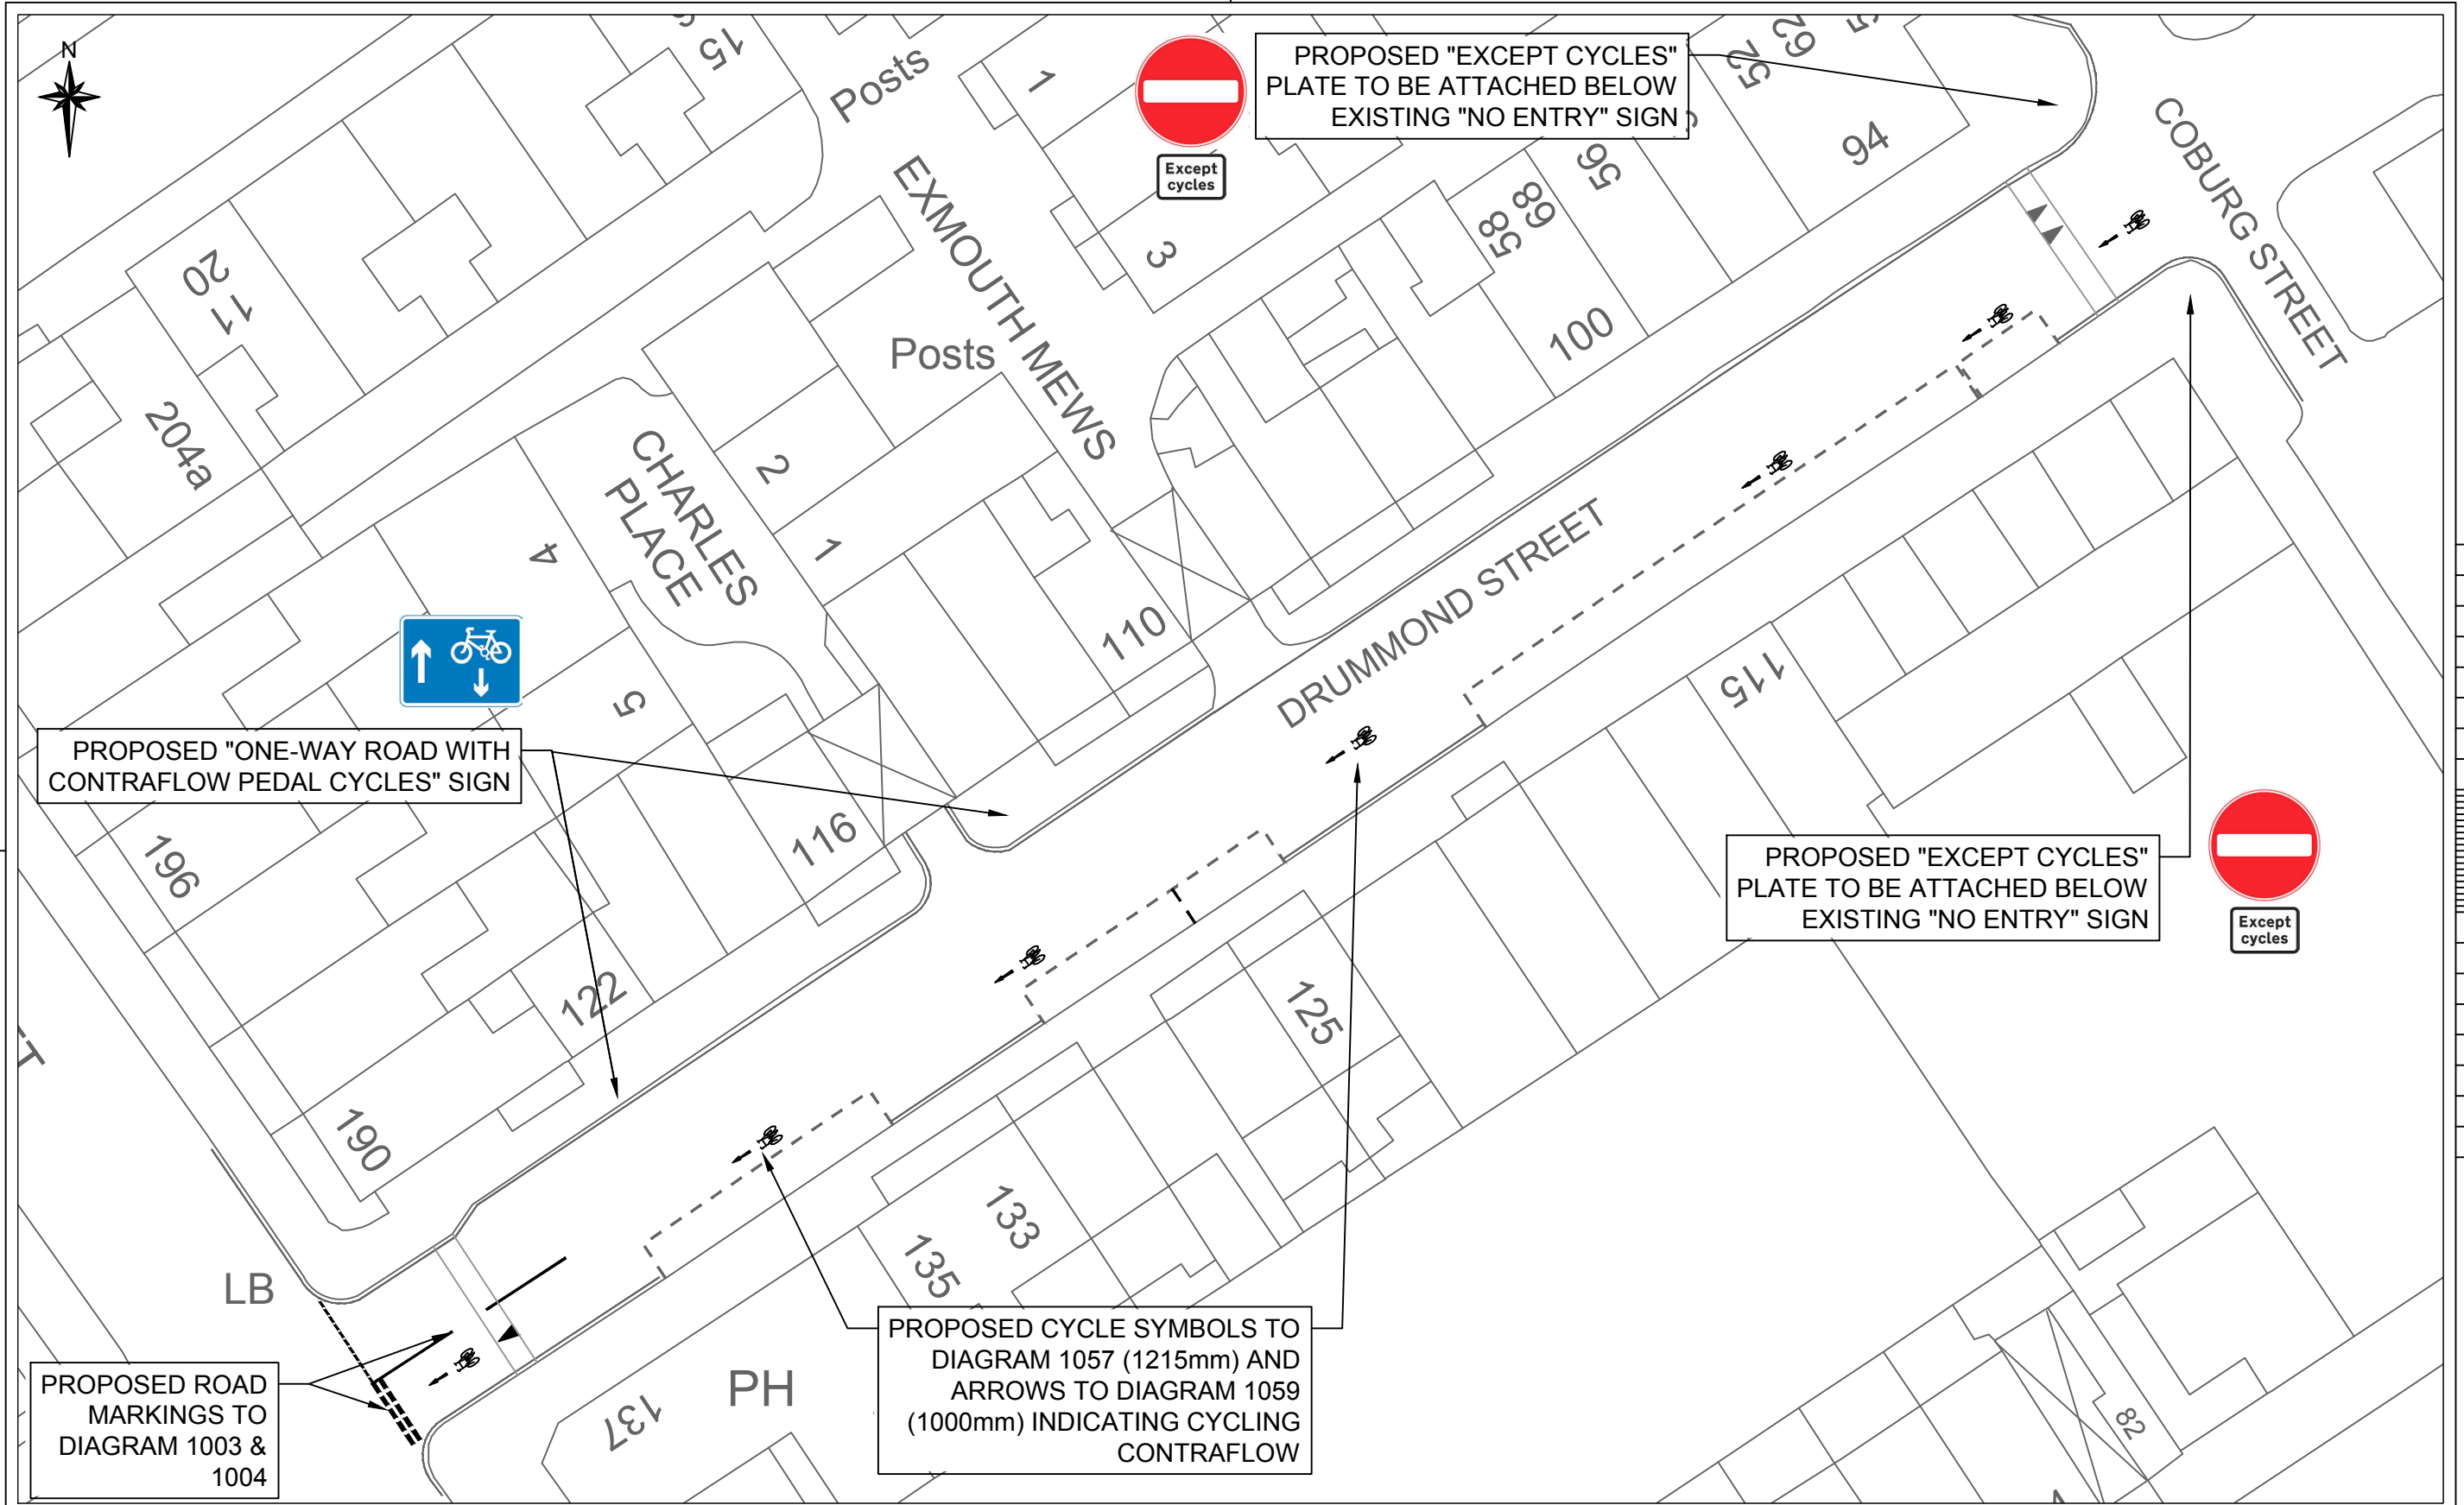 N
15
Posts
1
PROPOSED "EXCEPT CYCLES"
PLATE TO BE ATTACHED BELOW
EXISTING "NO ENTRY" SIGN
Except
cycles
52
62
94
COBURG STREET
56
68
58
EXMOUTH MEWS
3
20
11
100
Posts
204a
CHARLES
PLACE
2
1
4
110
DRUMMOND STREET
5
115
PROPOSED "ONE-WAY ROAD WITH
CONTRAFLOW PEDAL CYCLES" SIGN
116
196
PROPOSED "EXCEPT CYCLES"
PLATE TO BE ATTACHED BELOW
EXISTING "NO ENTRY" SIGN
Except
cycles
122
125
190
133
135
LB
PROPOSED ROAD
MARKINGS TO
DIAGRAM 1003 &
1004
137
PH
PROPOSED CYCLE SYMBOLS TO
DIAGRAM 1057 (1215mm) AND
ARROWS TO DIAGRAM 1059
(1000mm) INDICATING CYCLING
CONTRAFLOW
82